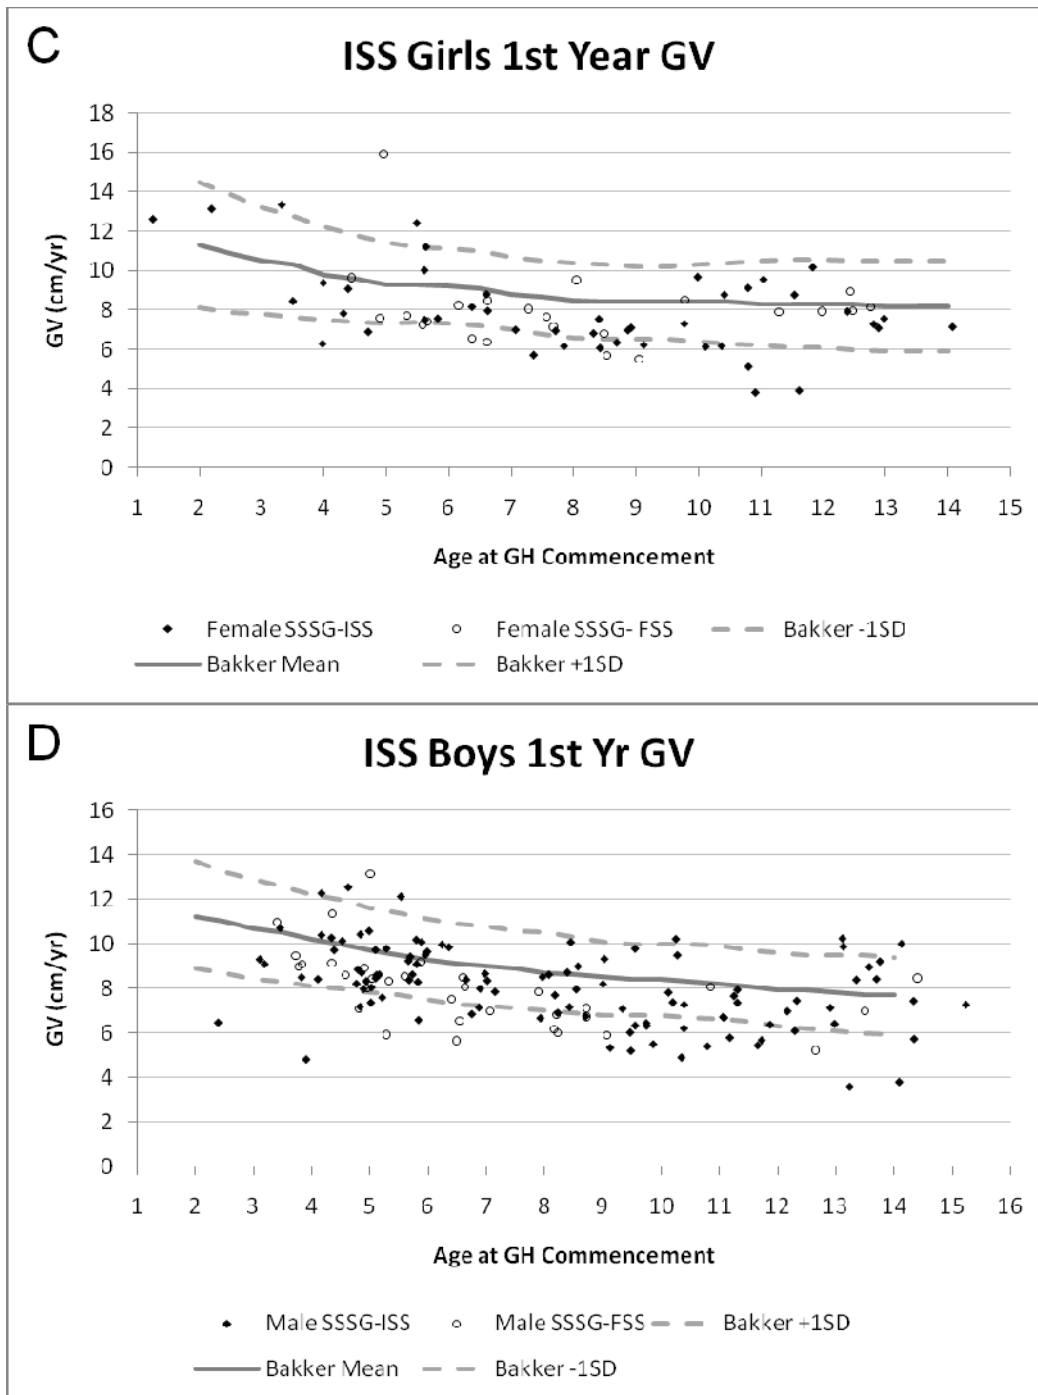 C
ISS Girls 1st Year GV
18
16
14
12
10
8
6
4
2
0
GV (cm/yr)
1 2 3 4 5 6 7 8 9 10 11 12 13 14 15
Age at GH Commencement
Female SSSG-ISS Female SSSG- FSS Bakker -1SD
Bakker Mean Bakker +1SD
D
ISS Boys 1st Yr GV
16
14
12
10
8
6
4
2
0
GV (cm/yr)
1 2 3 4 5 6 7 8 9 10 11 12 13 14 15 16
Age at GH Commencement
Male SSSG-ISS Male SSSG-FSS Bakker +1SD
Bakker Mean Bakker -1SD